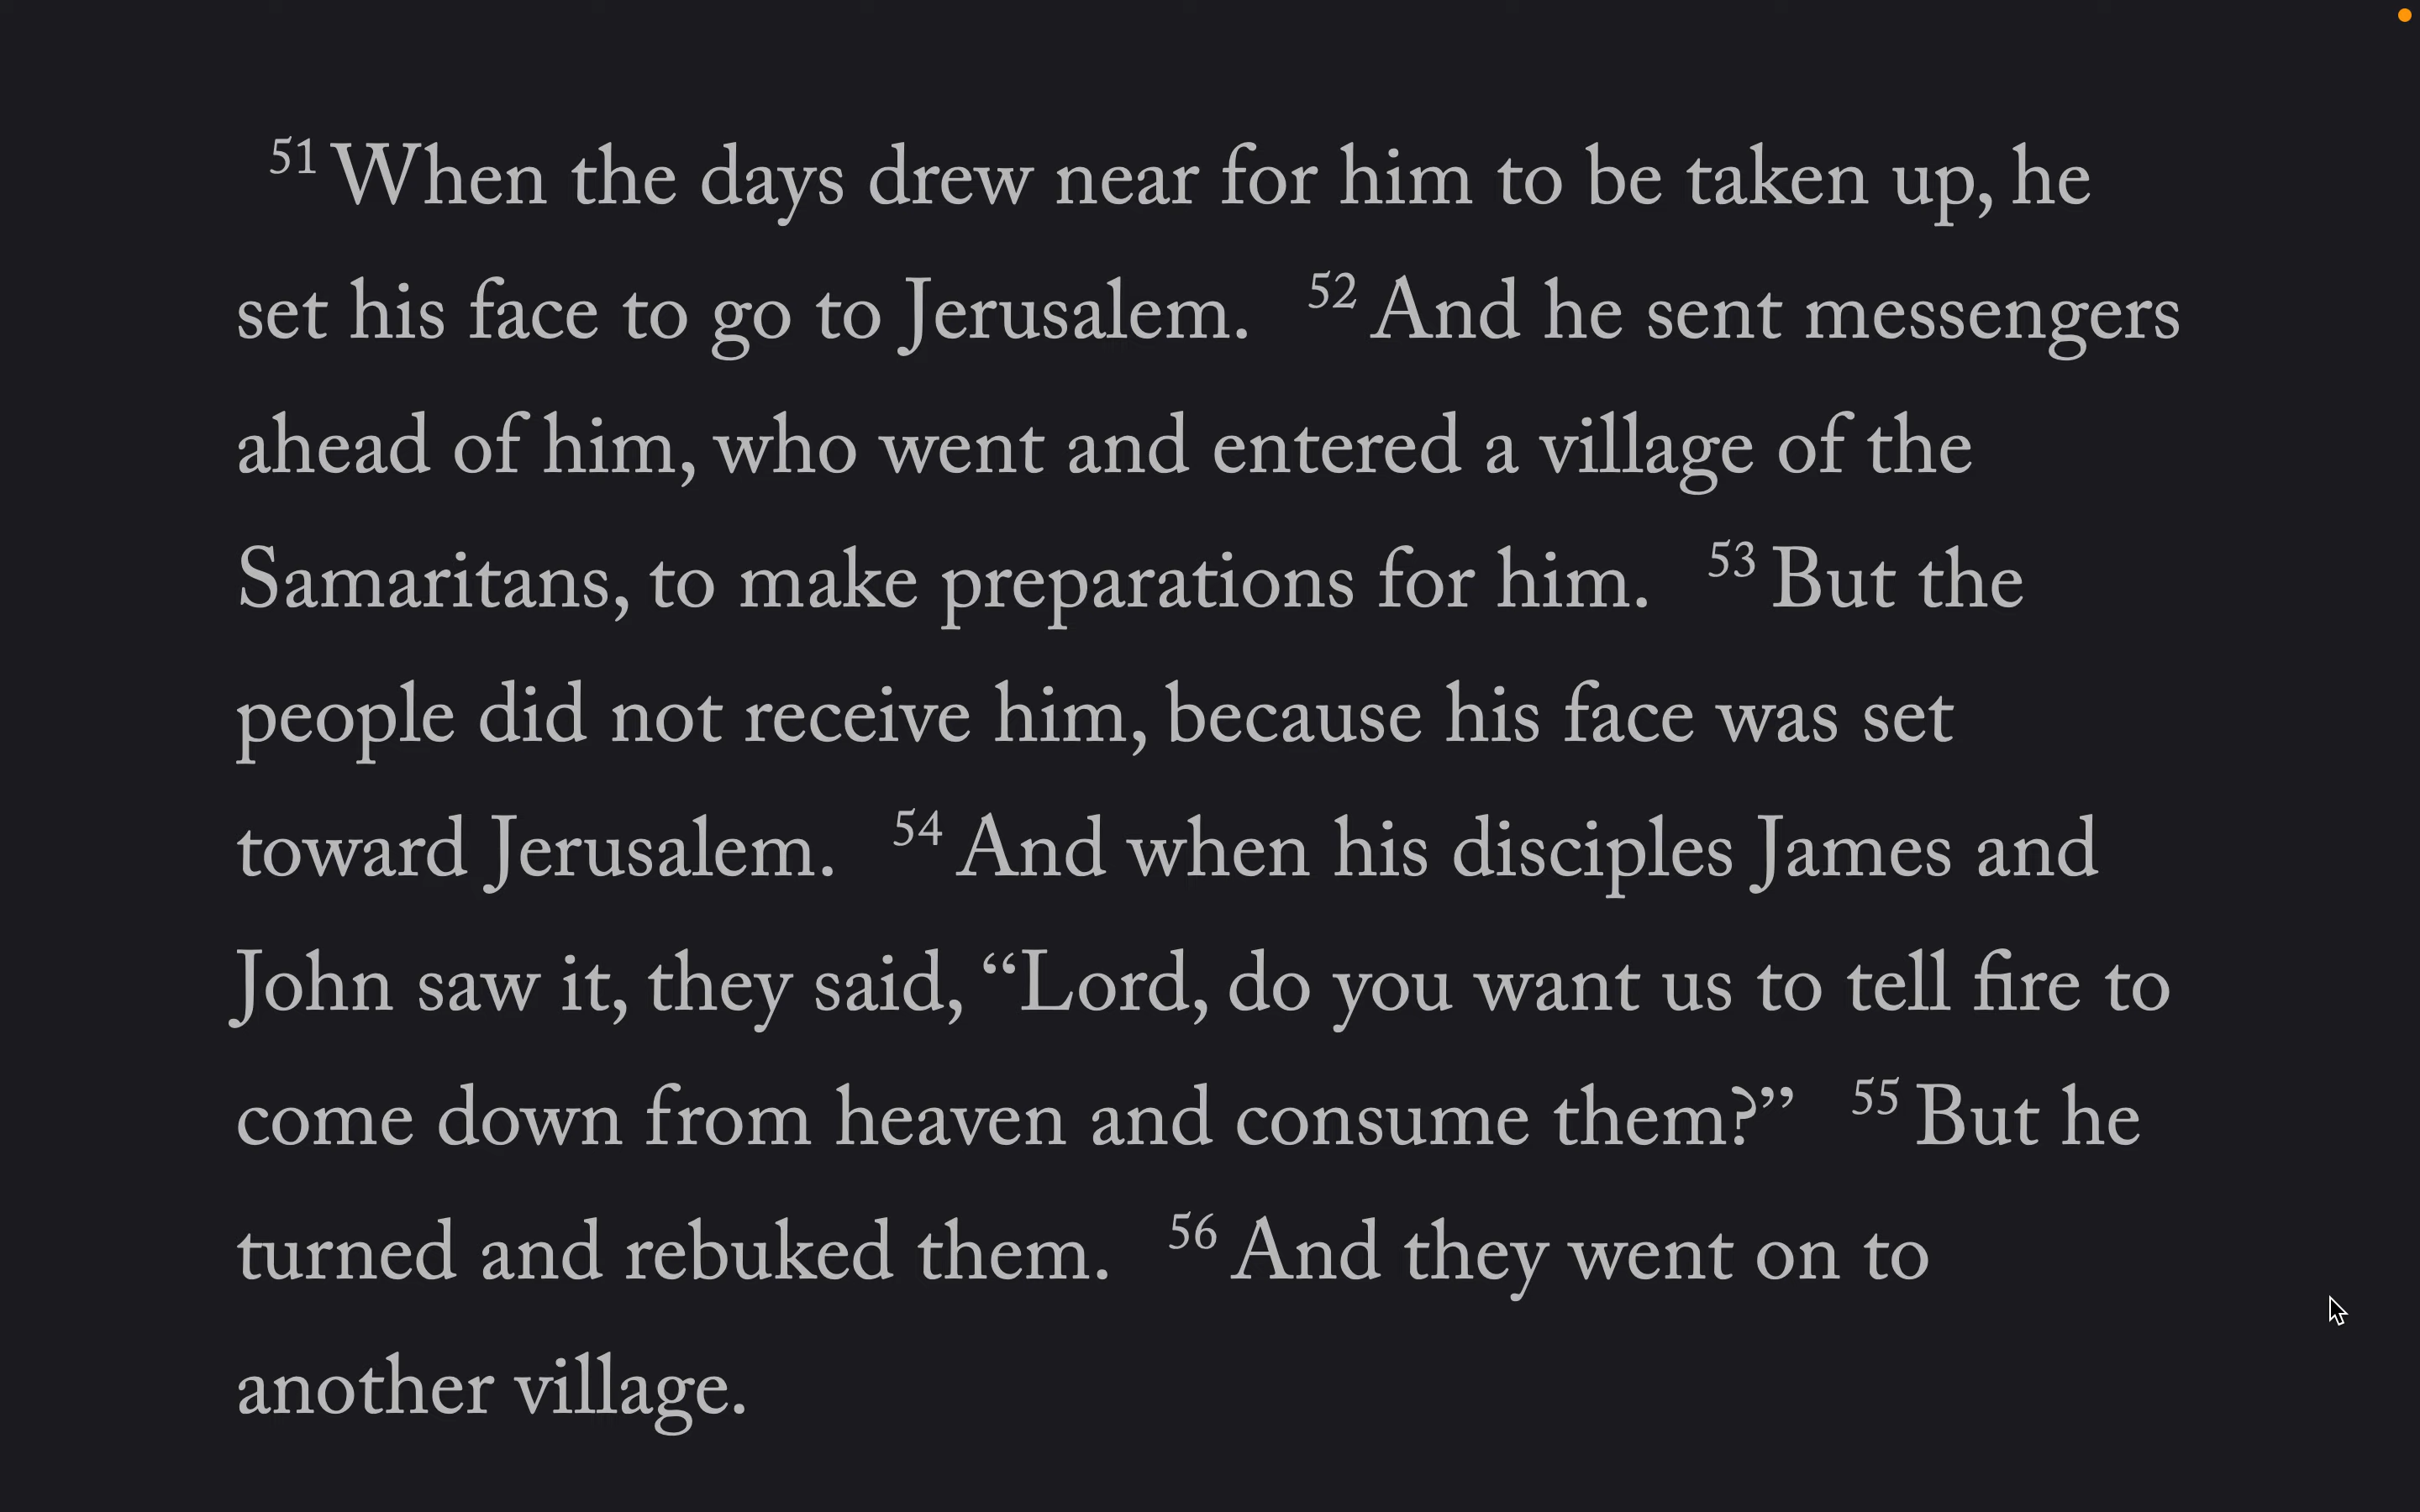 51 When the days drew near for him to be taken up, he
set his face to go to Jerusalem. 52 And he sent messengers
ahead of him, who went and entered a village of the
Samaritans, to make preparations for him. 53 But the
people did not receive him, because his face was set
toward Jerusalem. 54 And when his disciples James and
John saw it, they said, “Lord, do you want us to tell fire to
come down from heaven and consume them?” 55 But he
turned and rebuked them. 56 And they went on to
another village.